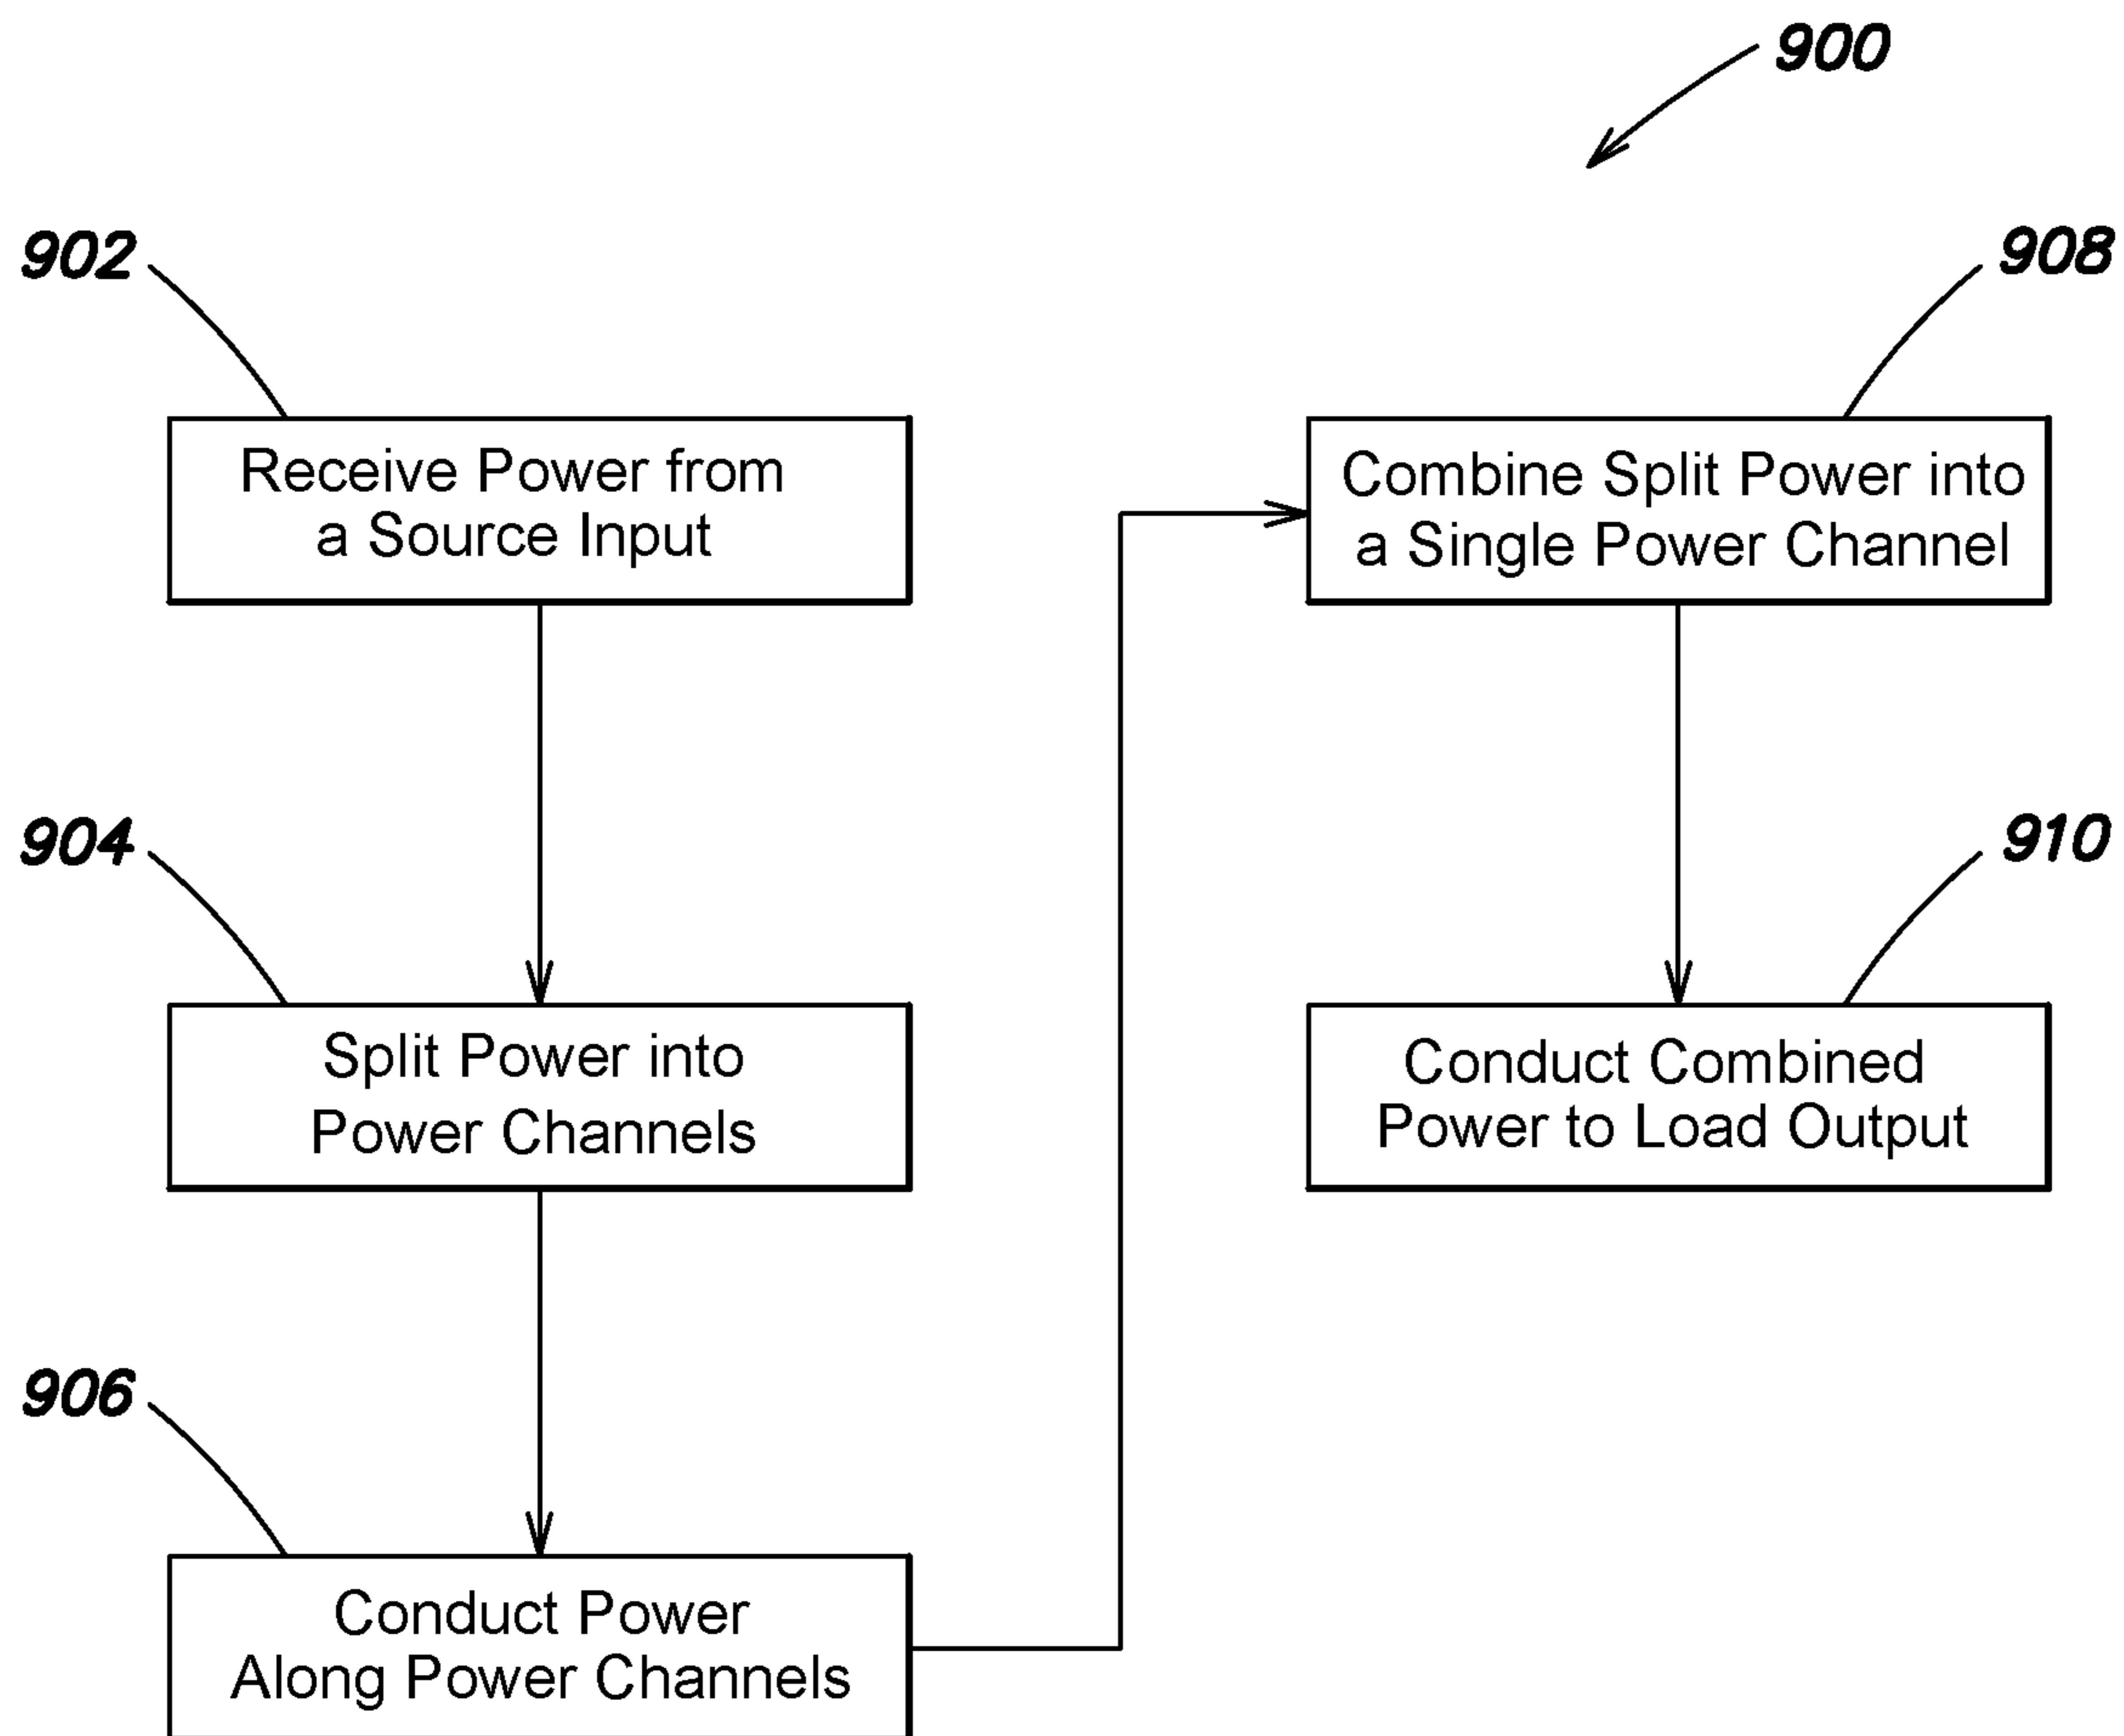 900
902
Receive Power from
a Source Input
904
Split Power into
Power Channels
906
Conduct Power
Along Power Channels
908
Combine Split Power into
a Single Power Channel
910
Conduct Combined
Power to Load Output